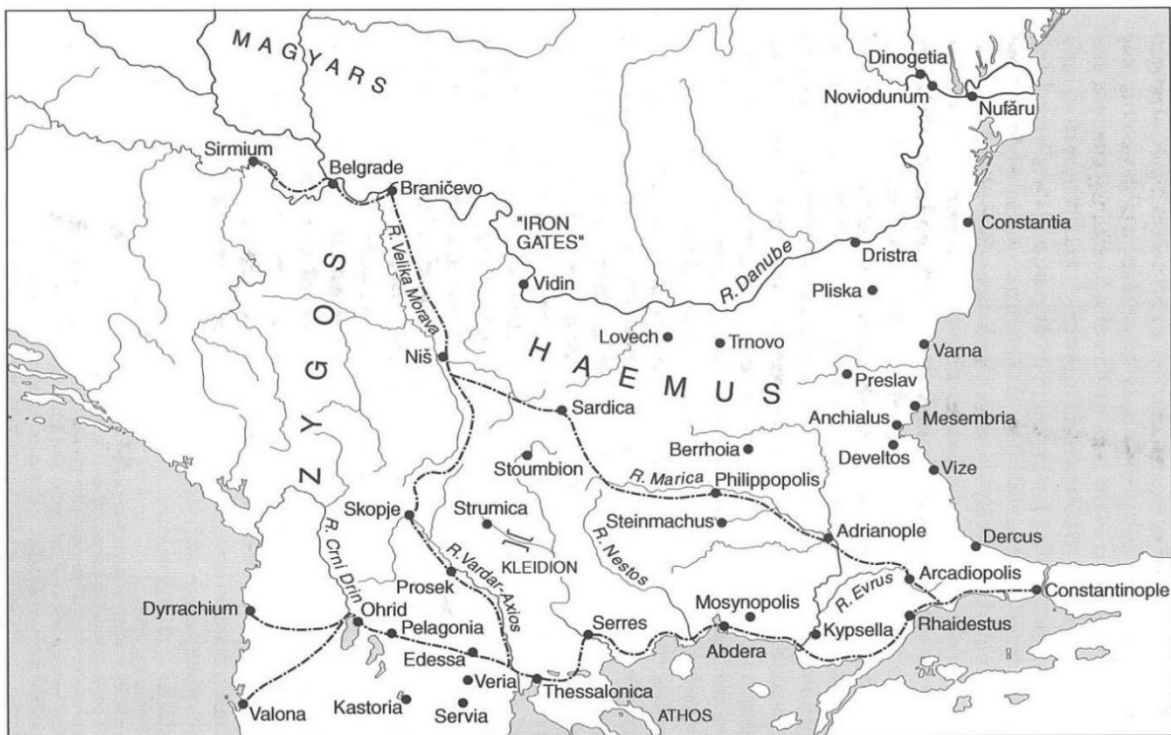 MAGYARS
Dinogetia
Noviodunum
Nufăru
Sirmium
Belgrade
Braničevo
"IRON
GATES"
Constantia
R. Velika Morava
R. Danube
Dristra
Vidin
Pliska
ZYGOS
HAEMUS
Lovech
Trnovo
Varna
Niš
Preslav
Sardica
Anchialus
Mesembria
Berrhoia
Develtos
Stoumbion
Vize
R. Marica
Philippopolis
Skopje
Strumica
Steinmachus
Adrianople
R. Crni Drin
R. Vardar-Axios
KLEIDION
R. Nestos
Dercus
Prosek
Arcadiopolis
R. Evrus
Constantinople
Dyrrachium
Ohrid
Mosynopolis
Pelagonia
Serres
Abdera
Kypsella
Rhaidestus
Edessa
Veria
Thessalonica
Valona
Kastoria
Servia
ATHOS